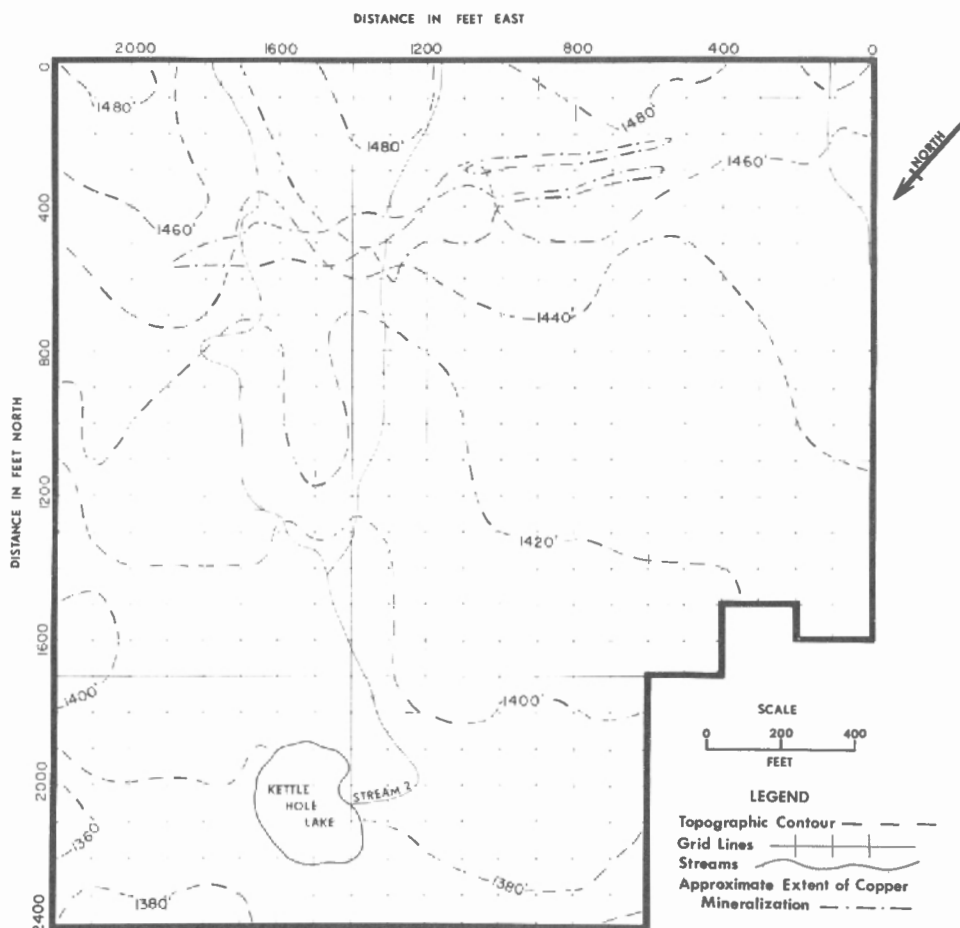 DISTANCE IN FEET EAST
2000 1600 1200 800 400 0
0
1480'
1480'
1480'
NORTH
1460'
400
1460'
1440'
800
DISTANCE IN FEET NORTH
1200
1420'
1600
1400'
1400'
SCALE
0 200 400
FEET
2000
KETTLE
HOLE
LAKE
STREAM 2
LEGEND
Topographic Contour
Grid Lines
Streams
Approximate Extent of Copper
Mineralization
1360'
1380'
1380'
2400